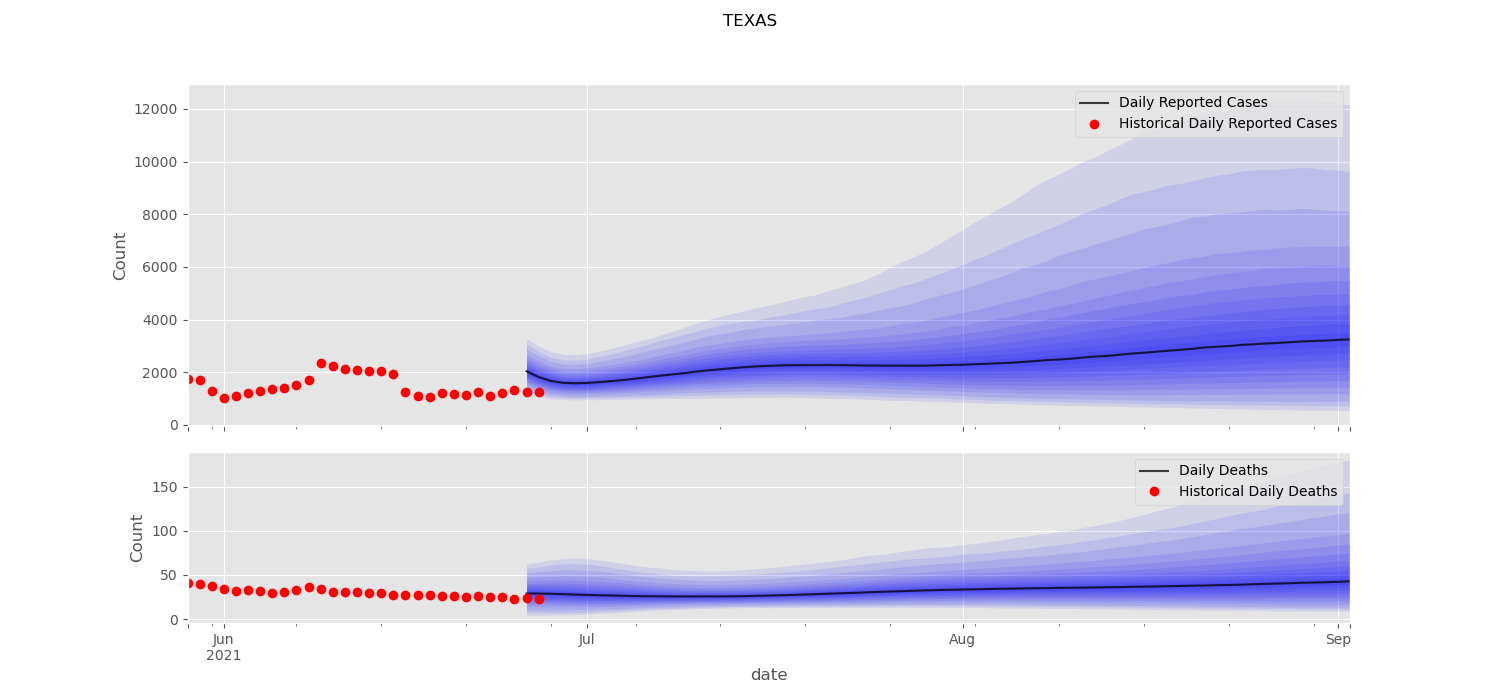 TEXAS
12000
10000
8000
6000
4000
2000
0
Count
Daily Reported Cases
Historical Daily Reported Cases
150
100
50
0
Count
Daily Deaths
Historical Daily Deaths
Jun
2021
Jul
Aug
Sep
date